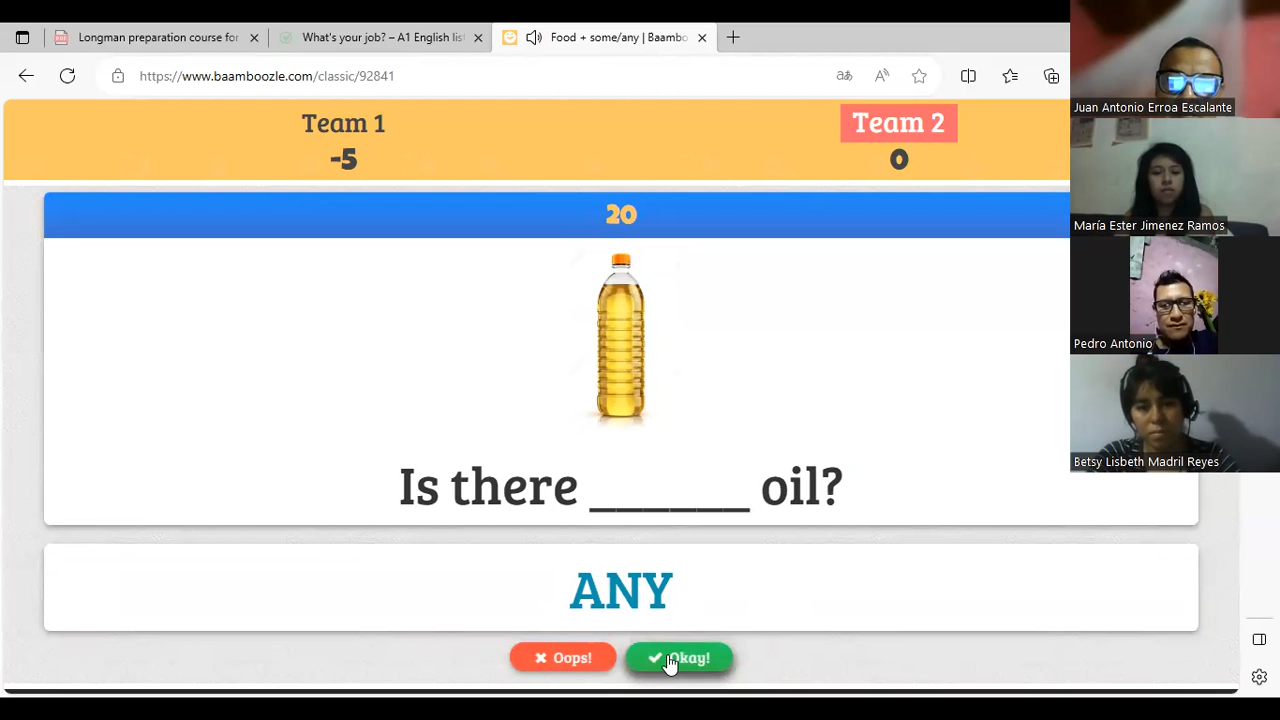 Longman preparation course for
What's your job? – A1 English lis
Food + some/any | Baambo
https://www.baamboozle.com/classic/92841
Team 1
-5
Team 2
0
20
Is there ______ oil?
ANY
Oops!
Okay!
Juan Antonio Erroa Escalante
María Ester Jimenez Ramos
Pedro Antonio
Betsy Lisbeth Madril Reyes